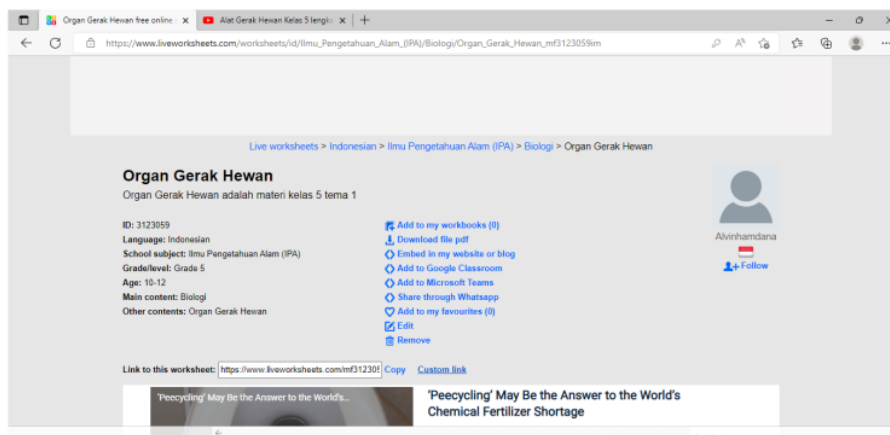 Organ Gerak Hewan free online
Alat Gerak Hewan Kelas 5 lengk
https://www.liveworksheets.com/worksheets/id/Ilmu_Pengetahuan_Alam_(IPA)/Biologi/Organ_Gerak_Hewan_mf3123059im
Live worksheets > Indonesian > Ilmu Pengetahuan Alam (IPA) > Biologi > Organ Gerak Hewan
Organ Gerak Hewan
Organ Gerak Hewan adalah materi kelas 5 tema 1
ID: 3123059
Language: Indonesian
School subject: Ilmu Pengetahuan Alam (IPA)
Grade/level: Grade 5
Age: 10-12
Main content: Biologi
Other contents: Organ Gerak Hewan
Add to my workbooks (0)
Download file pdf
Embed in my website or blog
Add to Google Classroom
Add to Microsoft Teams
Share through Whatsapp
Add to my favourites (0)
Edit
Remove
Alvinhamdana
Follow
Link to this worksheet: https://www.liveworksheets.com/mf31230 Copy Custom link
'Peecycling' May Be the Answer to the World's...
'Peecycling' May Be the Answer to the World's
Chemical Fertilizer Shortage